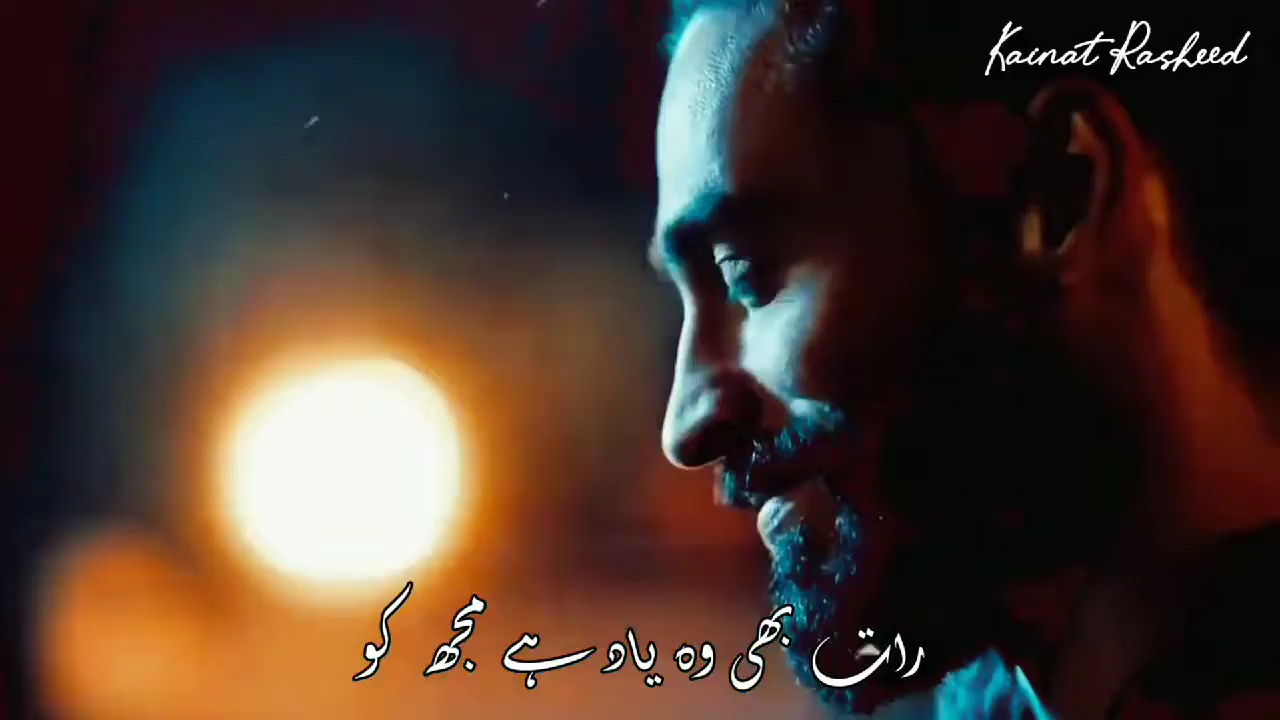 Kainat Rasheed
رات بھی وہ یاد ہے مجھ کو